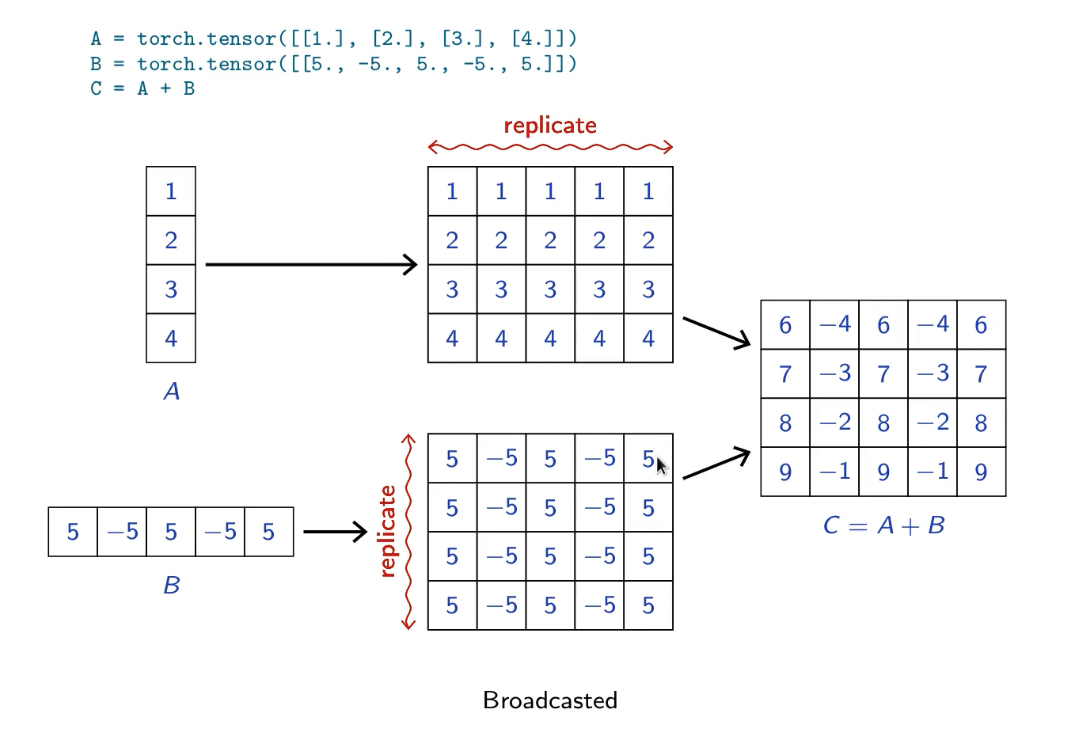 A = torch.tensor([[1.], [2.], [3.], [4.]])
B = torch.tensor([[5., -5., 5., -5., 5.]])
C = A + B
replicate
1
2
3
4
A
1 1 1 1 1
2 2 2 2 2
3 3 3 3 3
4 4 4 4 4
5 −5 5 −5 5
B
replicate
5 −5 5 −5 5
5 −5 5 −5 5
5 −5 5 −5 5
5 −5 5 −5 5
6 −4 6 −4 6
7 −3 7 −3 7
8 −2 8 −2 8
9 −1 9 −1 9
C = A + B
Broadcasted